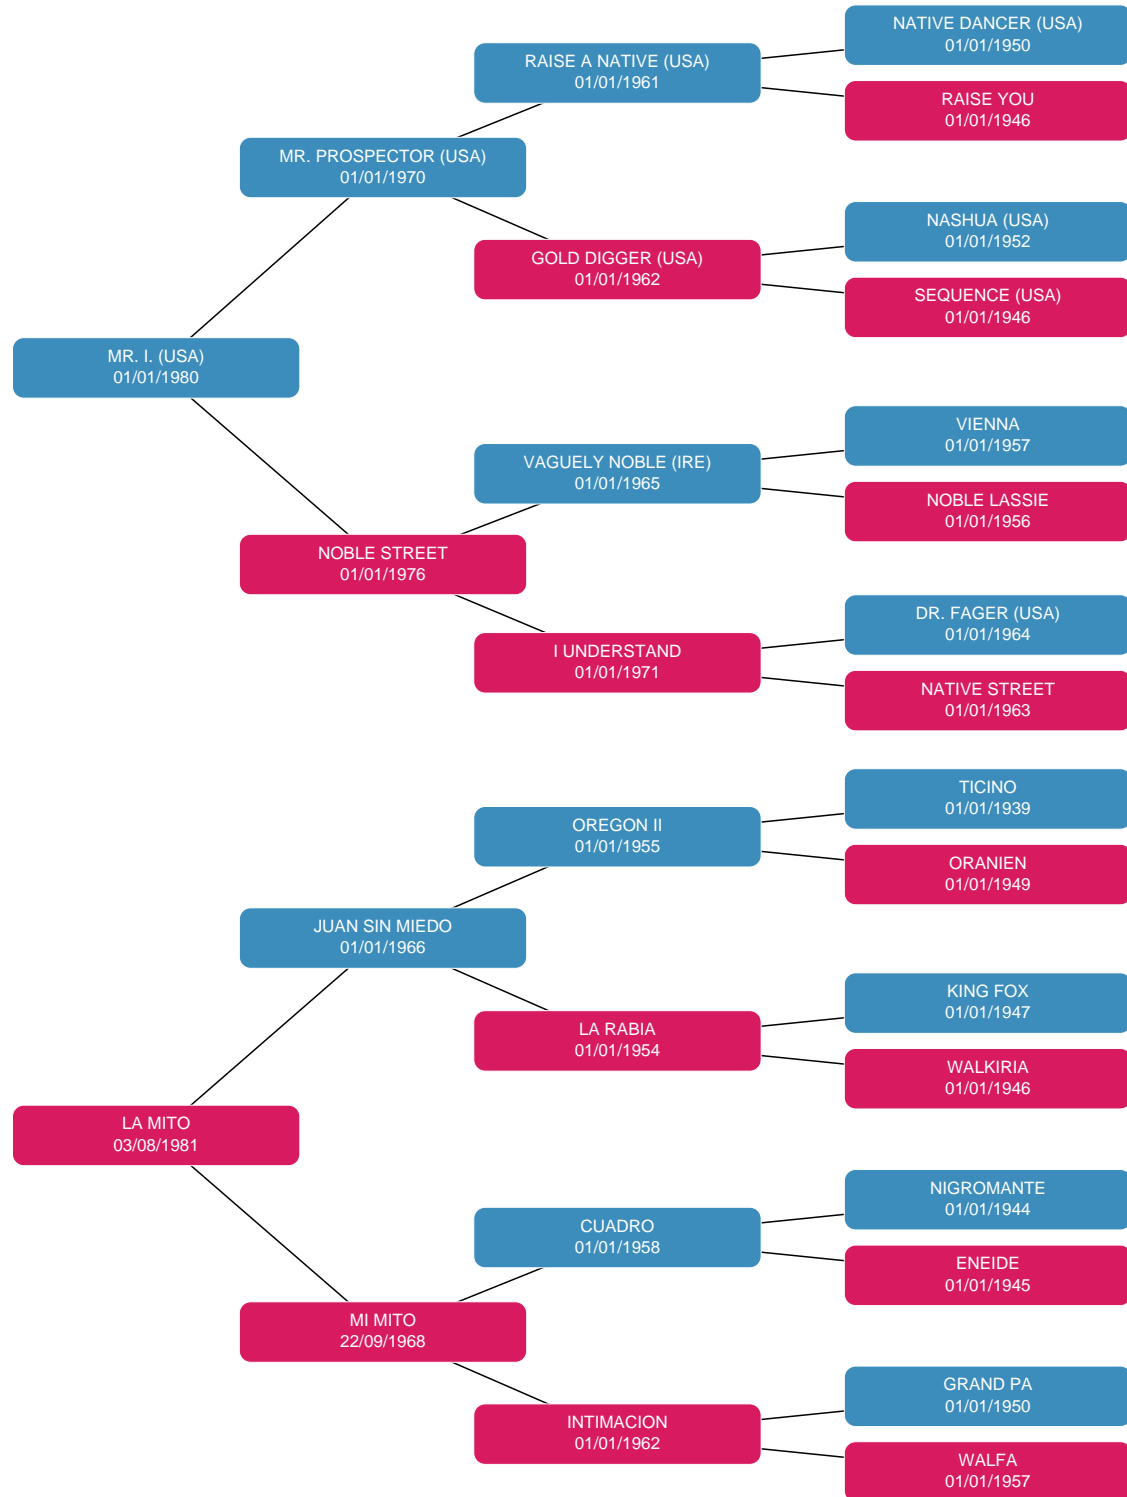 NATIVE DANCER (USA)
01/01/1950
RAISE A NATIVE (USA)
01/01/1961
RAISE YOU
01/01/1946
MR. PROSPECTOR (USA)
01/01/1970
NASHUA (USA)
01/01/1952
GOLD DIGGER (USA)
01/01/1962
SEQUENCE (USA)
01/01/1946
MR. I. (USA)
01/01/1980
VIENNA
01/01/1957
VAGUELY NOBLE (IRE)
01/01/1965
NOBLE LASSIE
01/01/1956
NOBLE STREET
01/01/1976
DR. FAGER (USA)
01/01/1964
I UNDERSTAND
01/01/1971
NATIVE STREET
01/01/1963
TICINO
01/01/1939
OREGON II
01/01/1955
ORANIEN
01/01/1949
JUAN SIN MIEDO
01/01/1966
KING FOX
01/01/1947
LA RABIA
01/01/1954
WALKIRIA
01/01/1946
LA MITO
03/08/1981
NIGROMANTE
01/01/1944
CUADRO
01/01/1958
ENEIDE
01/01/1945
MI MITO
22/09/1968
GRAND PA
01/01/1950
INTIMACION
01/01/1962
WALFA
01/01/1957